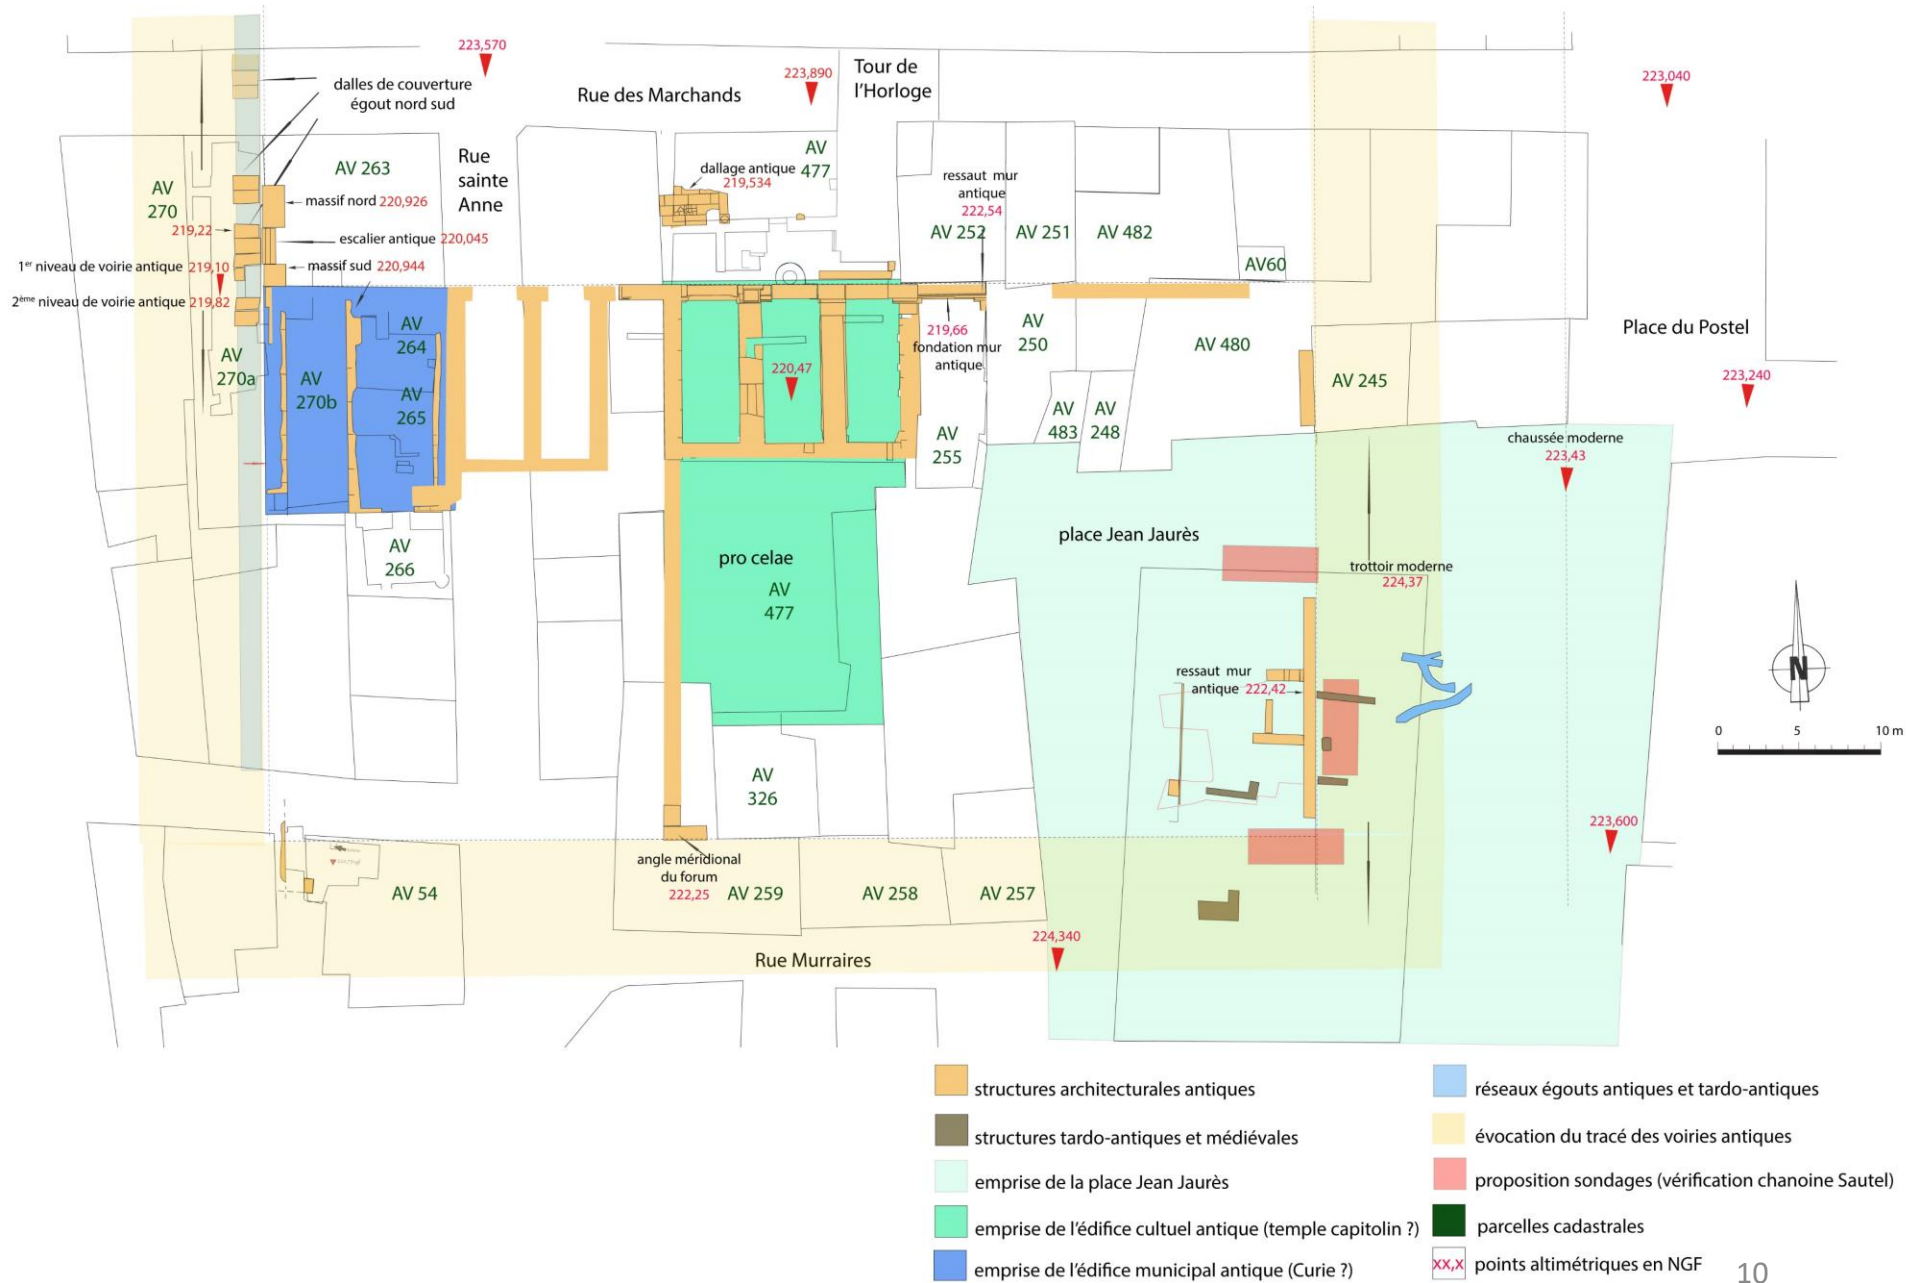 223,570
223,890
Tour de
l'Horloge
223,040
dalles de couverture
égout nord sud
Rue des Marchands
AV 263
Rue
sainte
Anne
AV
477
dallage antique
219,534
ressaut mur
antique
222,54
AV
270
massif nord 220,926
219,22
escalier antique 220,045
AV 252
AV 251
AV 482
1er niveau de voirie antique 219,10
massif sud 220,944
AV60
2ème niveau de voirie antique 219,82
AV
264
219,66
fondation mur
antique
AV
250
AV 480
Place du Postel
AV
270a
AV
270b
AV
265
220,47
AV 245
223,240
AV
483
AV
248
AV
255
chaussée moderne
223,43
AV
266
pro celae
AV
477
place Jean Jaurès
trottoir moderne
224,37
N
ressaut mur
antique 222,42
0 5 10 m
AV
326
223,600
angle méridional
du forum
222,25
AV 54
AV 259
AV 258
AV 257
224,340
Rue Murraires
structures architecturales antiques
structures tardo-antiques et médiévales
emprise de la place Jean Jaurès
emprise de l'édifice cultuel antique (temple capitolin ?)
emprise de l'édifice municipal antique (Curie ?)
réseaux égouts antiques et tardo-antiques
évocation du tracé des voiries antiques
proposition sondages (vérification chanoine Sautel)
parcelles cadastrales
xx,x points altimétriques en NGF
10